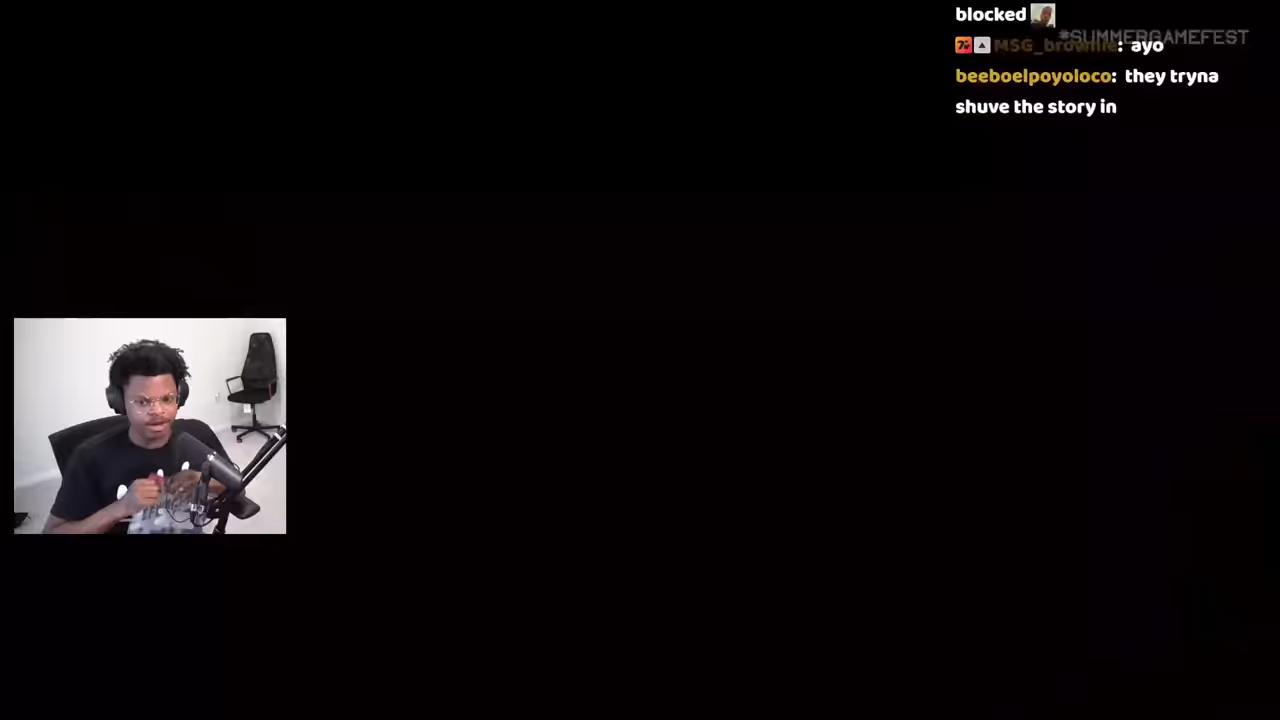 blocked
#SUMMERGAMEFEST
MSG_brownie: ayo
beeboelpoyoloco: they tryna
shuve the story in